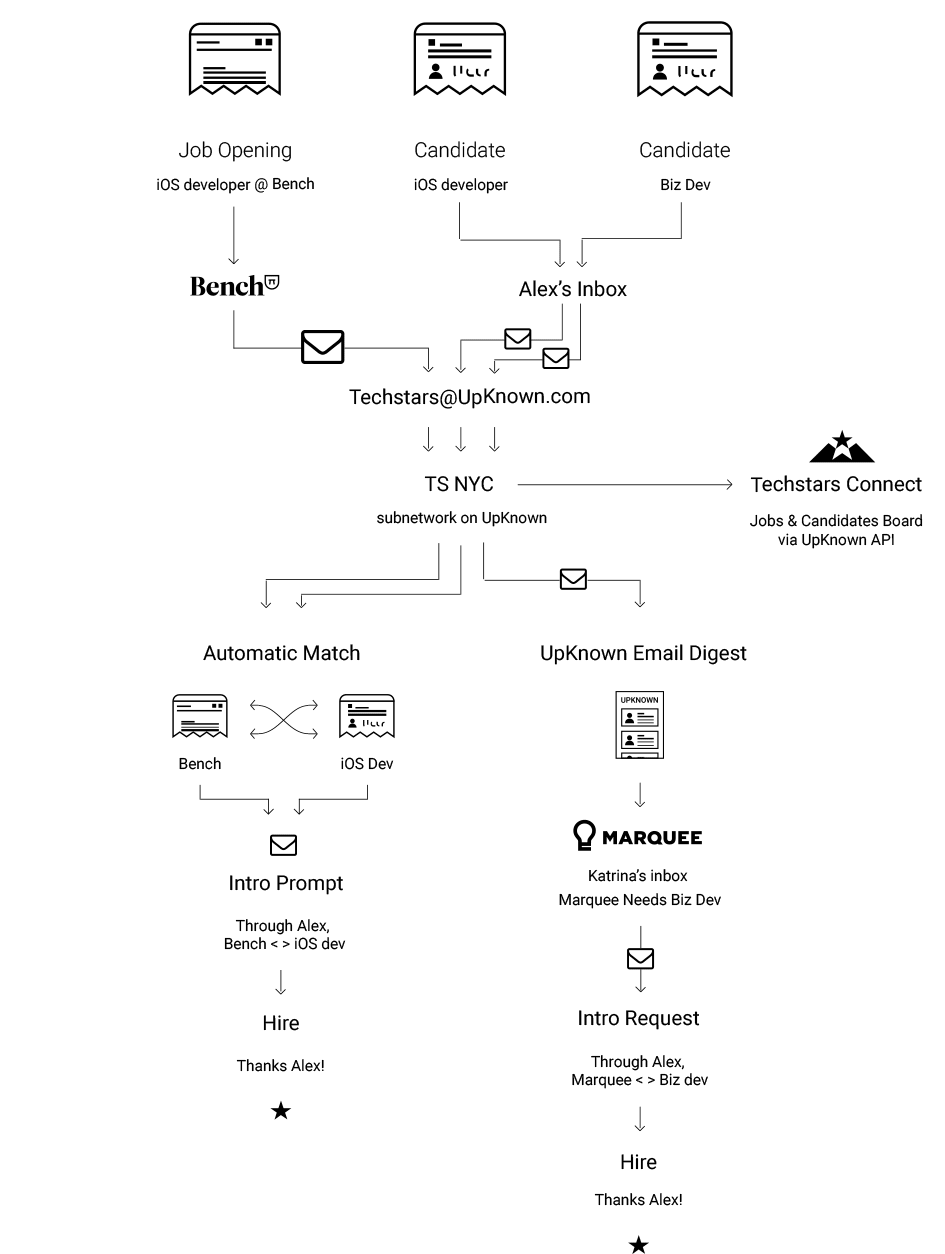 Job Opening
Candidate
Candidate
iOS developer @ Bench
iOS developer
Biz Dev
Bench
Alex's Inbox
Techstars@UpKnown.com
TS NYC
subnetwork on UpKnown
Techstars Connect
Jobs & Candidates Board
via UpKnown API
Automatic Match
UpKnown Email Digest
UPKNOWN
Bench
iOS Dev
MARQUEE
Katrina's inbox
Marquee Needs Biz Dev
Intro Prompt
Through Alex,
Bench < > iOS dev
Hire
Thanks Alex!
Intro Request
Through Alex,
Marquee < > Biz dev
Hire
Thanks Alex!